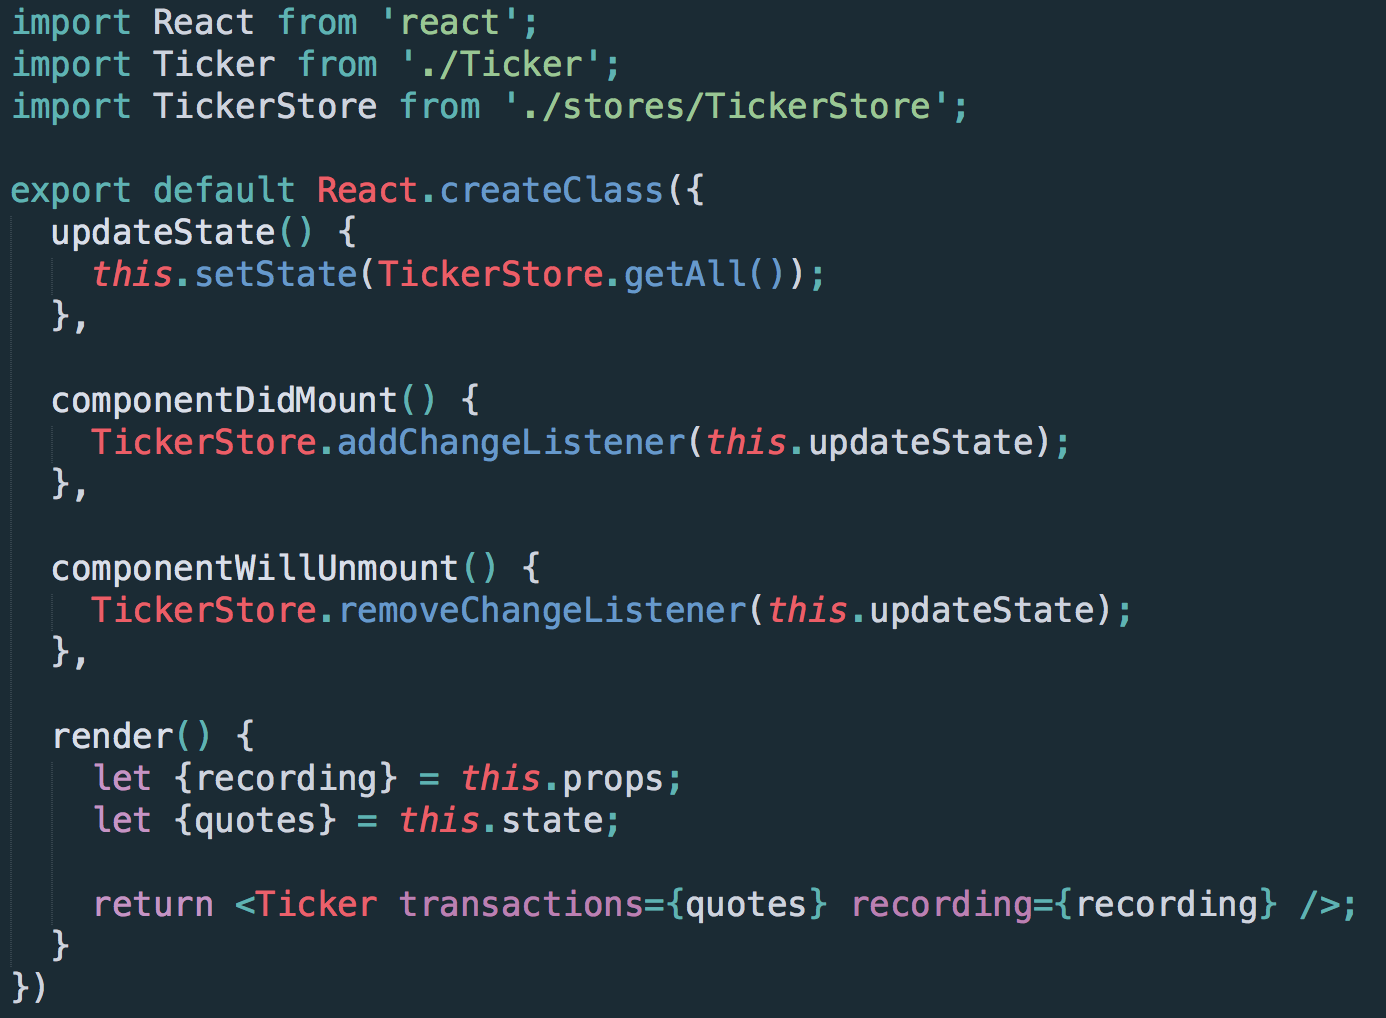 import React from 'react';
import Ticker from './Ticker';
import TickerStore from './stores/TickerStore';

export default React.createClass({
  updateState() {
    this.setState(TickerStore.getAll());
  },

  componentDidMount() {
    TickerStore.addChangeListener(this.updateState);
  },

  componentWillUnmount() {
    TickerStore.removeChangeListener(this.updateState);
  },

  render() {
    let {recording} = this.props;
    let {quotes} = this.state;

    return <Ticker transactions={quotes} recording={recording} />;
  }
})